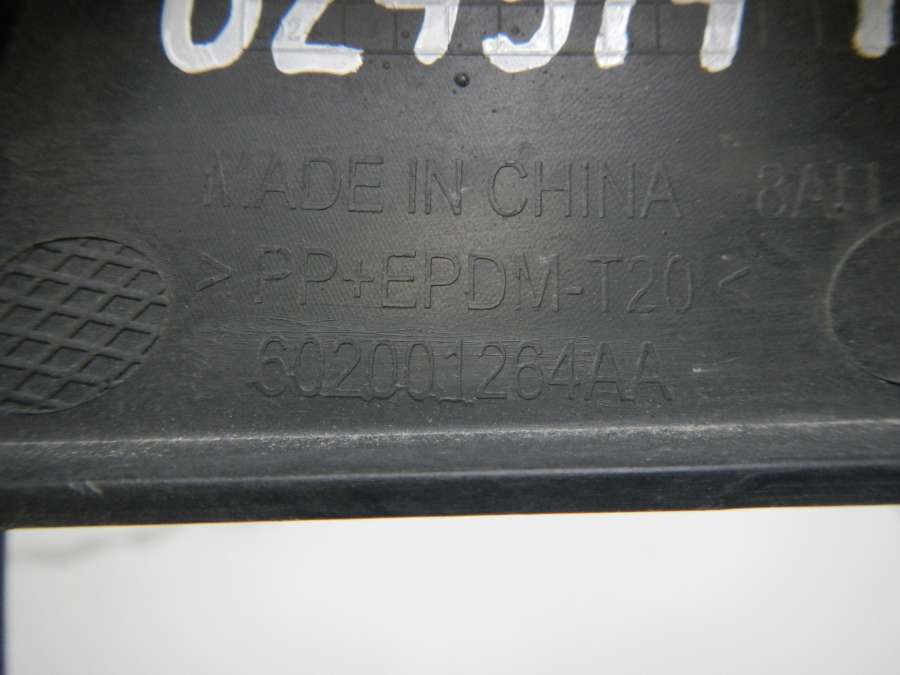 MADE IN CHINA
>PP+EPDM-T20<
602001264AA